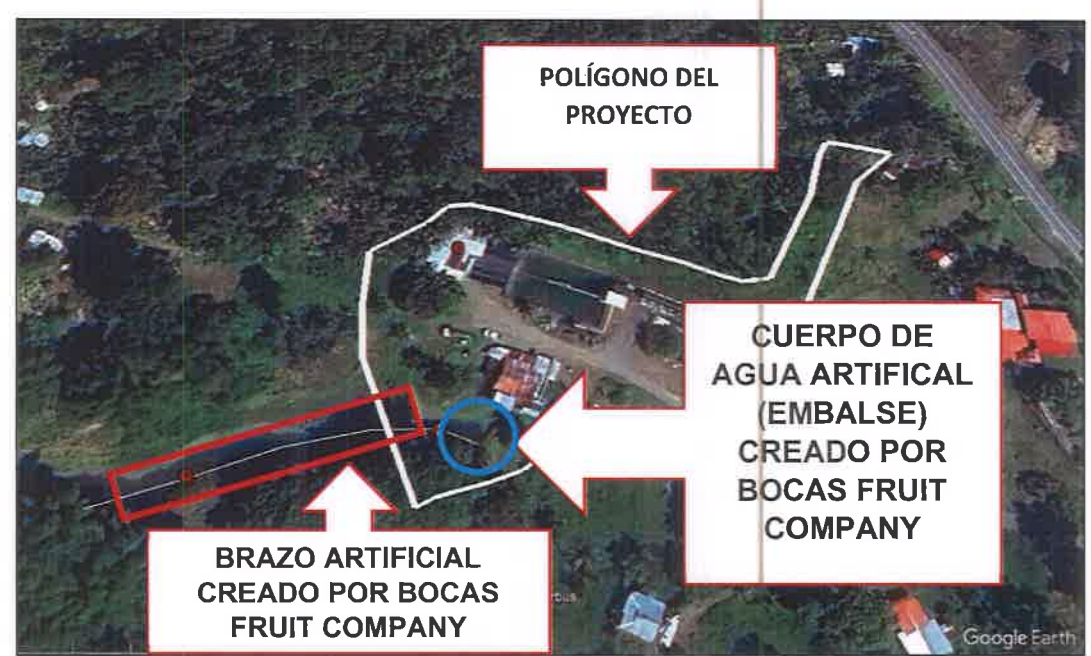 POLÍGONO DEL
PROYECTO
CUERPO DE
AGUA ARTIFICAL
(EMBALSE)
CREADO POR
BOCAS FRUIT
COMPANY
BRAZO ARTIFICIAL
CREADO POR BOCAS
FRUIT COMPANY
Google Earth